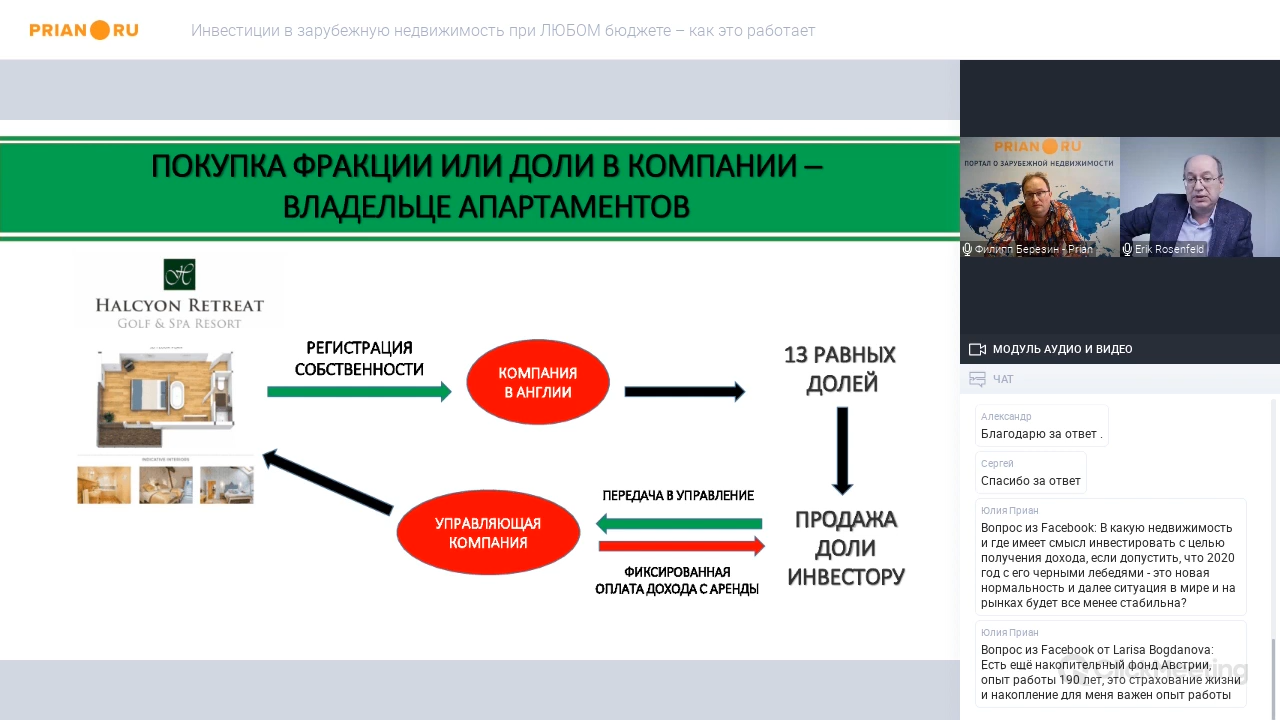 PRIAN RU
Инвестиции в зарубежную недвижимость при ЛЮБОМ бюджете – как это работает
ПОКУПКА ФРАКЦИИ ИЛИ ДОЛИ В КОМПАНИИ –
ВЛАДЕЛЬЦЕ АПАРТАМЕНТОВ
H
HALCYON RETREAT
GOLF & SPA RESORT
РЕГИСТРАЦИЯ
СОБСТВЕННОСТИ
КОМПАНИЯ
В АНГЛИИ
13 РАВНЫХ
ДОЛЕЙ
INDICATIVE INTERIORS
УПРАВЛЯЮЩАЯ
КОМПАНИЯ
ПЕРЕДАЧА В УПРАВЛЕНИЕ
ФИКСИРОВАННАЯ
ОПЛАТА ДОХОДА С АРЕНДЫ
ПРОДАЖА
ДОЛИ
ИНВЕСТОРУ
PRIAN RU
ПОРТАЛ О ЗАРУБЕЖНОЙ НЕДВИЖИМОСТИ
Филипп Березин - Prian
Erik Rosenfeld
МОДУЛЬ АУДИО И ВИДЕО
ЧАТ
Александр
Благодарю за ответ .
Сергей
Спасибо за ответ
Юлия Приан
Вопрос из Facebook: В какую недвижимость
и где имеет смысл инвестировать с целью
получения дохода, если допустить, что 2020
год с его черными лебедями - это новая
нормальность и далее ситуация в мире и на
рынках будет все менее стабильна?
Юлия Приан
Вопрос из Facebook от Larisa Bogdanova:
Есть ещё накопительный фонд Австрии,
опыт работы 190 лет, это страхование жизни
и накопление для меня важен опыт работы
ClickMeeting